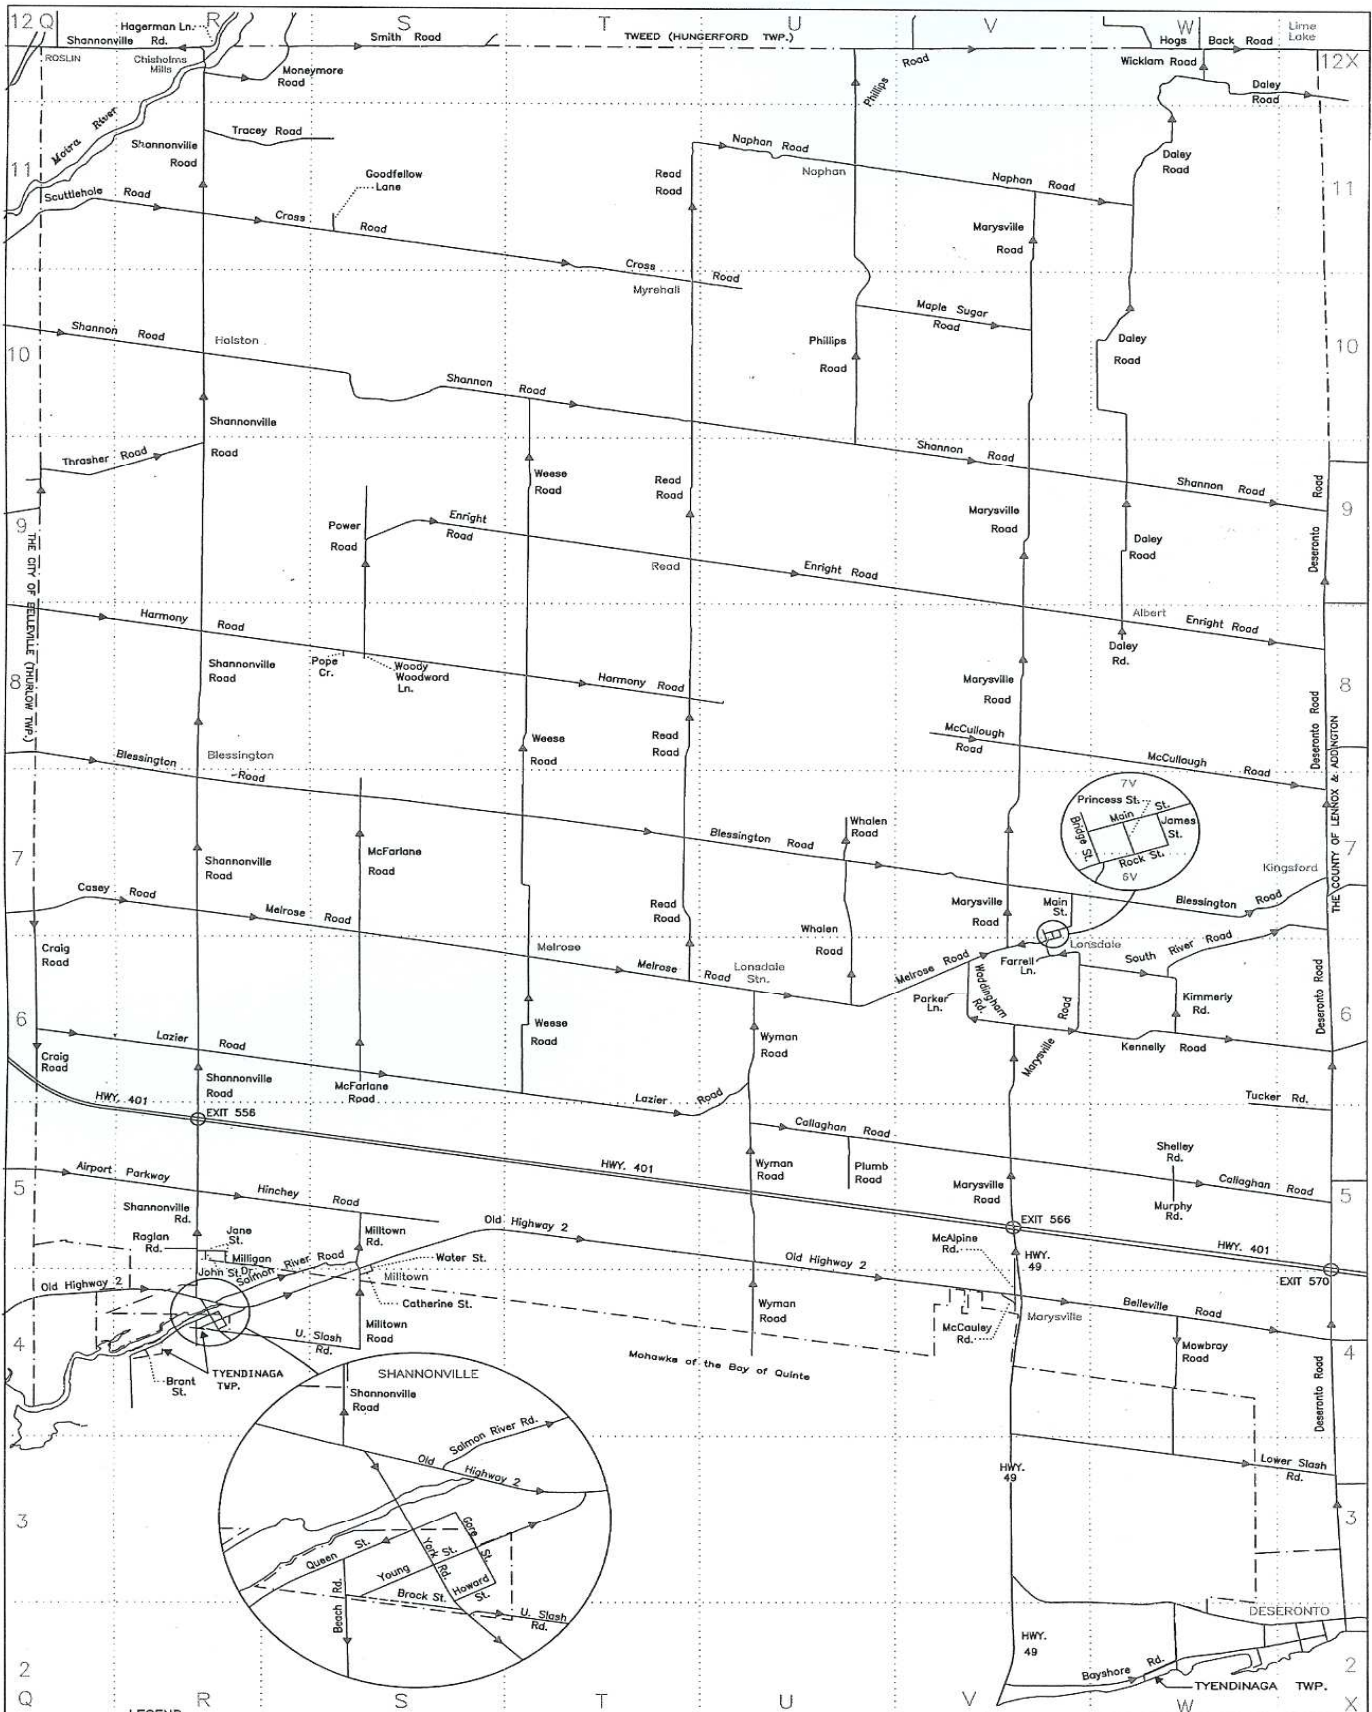 12 Q R S T U V W Lime
Lake
Hagerman Ln.
Shannonville Rd.
Smith Road
TWEED (HUNGERFORD TWP.)
Hogs Back Road
ROSLIN
Chisholms
Mills
Moneymore
Road
Road
Wicklam Road
12X
Phillips
Daley
Road
Moira River
Shannonville
Road
Tracey Road
Naphan Road
Daley
Road
11
Goodfellow
Lane
Read
Road
Naphan
Naphan Road
11
Scuttlehole Road
Cross Road
Marysville
Road
Cross Road
Myrehall
Maple Sugar
Road
Shannon Road
Halston
Phillips
Road
Daley
Road
10
10
Shannon Road
Shannonville
Road
Thrasher Road
Shannon Road
Weese
Road
Read
Road
Shannon Road
Deseronto Road
9
9
Power
Road
Enright
Road
Marysville
Road
Daley
Road
THE CITY OF BELLEVILLE (THURLOW TWP.)
Read
Enright Road
Albert
Enright Road
Harmony Road
Daley
Rd.
Shannonville
Road
Pope
Cr.
Woody
Woodward
Ln.
Harmony Road
Marysville
Road
8
8
McCullough
Road
Deseronto Road
THE COUNTY OF LENNOX & ADDINGTON
Blessington
Road
Blessington
Weese
Road
Read
Road
McCullough Road
7V
Princess St.
Main St.
Bridge St.
James
St.
Rock St.
6V
Whalen
Road
Blessington Road
7
7
Shannonville
Road
McFarlane
Road
Kingsford
Casey Road
Melrose Road
Read
Road
Marysville
Road
Main
St.
Blessington Road
Craig
Road
Melrose
Whalen
Road
Lonsdale
Farrell
Ln.
South River Road
Melrose Road
Lonsdale
Stn.
Melrose Road
Parker
Ln.
Waddingham
Rd.
Kimmerly
Rd.
Deseronto Road
6
6
Lazier Road
Weese
Road
Wyman
Road
Marysville Road
Kennelly Road
Craig
Road
Shannonville
Road
McFarlane
Road
HWY. 401
EXIT 556
Lazier Road
Tucker Rd.
Callaghan Road
Shelley
Rd.
Airport Parkway
HWY. 401
Wyman
Road
Plumb
Road
Callaghan Road
5
5
Hinchey Road
Marysville
Road
Murphy
Rd.
Shannonville
Rd.
Jane
St.
Milltown
Rd.
Old Highway 2
EXIT 566
Raglan
Rd.
Milligan
Dr.
John St.
Salmon River Road
Water St.
McAlpine
Rd.
HWY.
49
HWY. 401
Old Highway 2
Old Highway 2
Milltown
EXIT 570
Catherine St.
Wyman
Road
Belleville Road
McCauley
Rd.
Marysville
4
4
U. Slash
Rd.
Milltown
Road
Mohawks of the Bay of Quinte
Mowbray
Road
Brant
St.
TYENDINAGA
TWP.
Deseronto Road
SHANNONVILLE
Shannonville
Road
Old Highway 2
Salmon River Rd.
HWY.
49
Lower Slash
Rd.
3
3
Queen St.
Gore St.
York Rd.
Young St.
Howard
St.
Brock St.
Beach Rd.
U. Slash
Rd.
DESERONTO
HWY.
49
2
2
Bayshore Rd.
TYENDINAGA TWP.
Q R S T U V W X
LEGEND